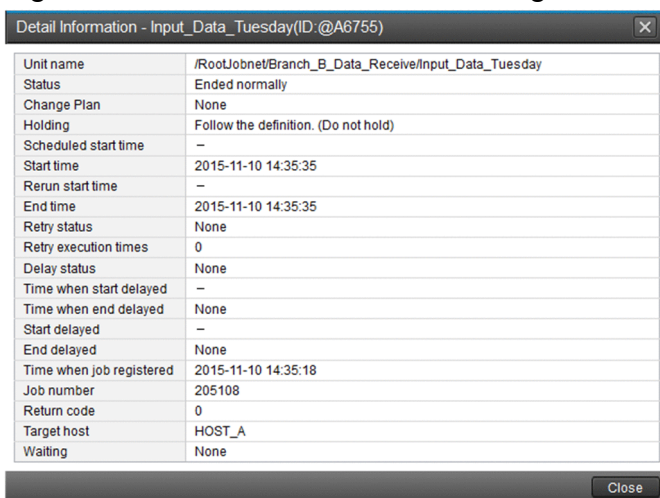 Detail Information - Input_Data_Tuesday(ID:@A6755)
Unit name /RootJobnet/Branch_B_Data_Receive/Input_Data_Tuesday
Status Ended normally
Change Plan None
Holding Follow the definition. (Do not hold)
Scheduled start time –
Start time 2015-11-10 14:35:35
Rerun start time –
End time 2015-11-10 14:35:35
Retry status None
Retry execution times 0
Delay status None
Time when start delayed –
Time when end delayed None
Start delayed –
End delayed None
Time when job registered 2015-11-10 14:35:18
Job number 205108
Return code 0
Target host HOST_A
Waiting None
Close